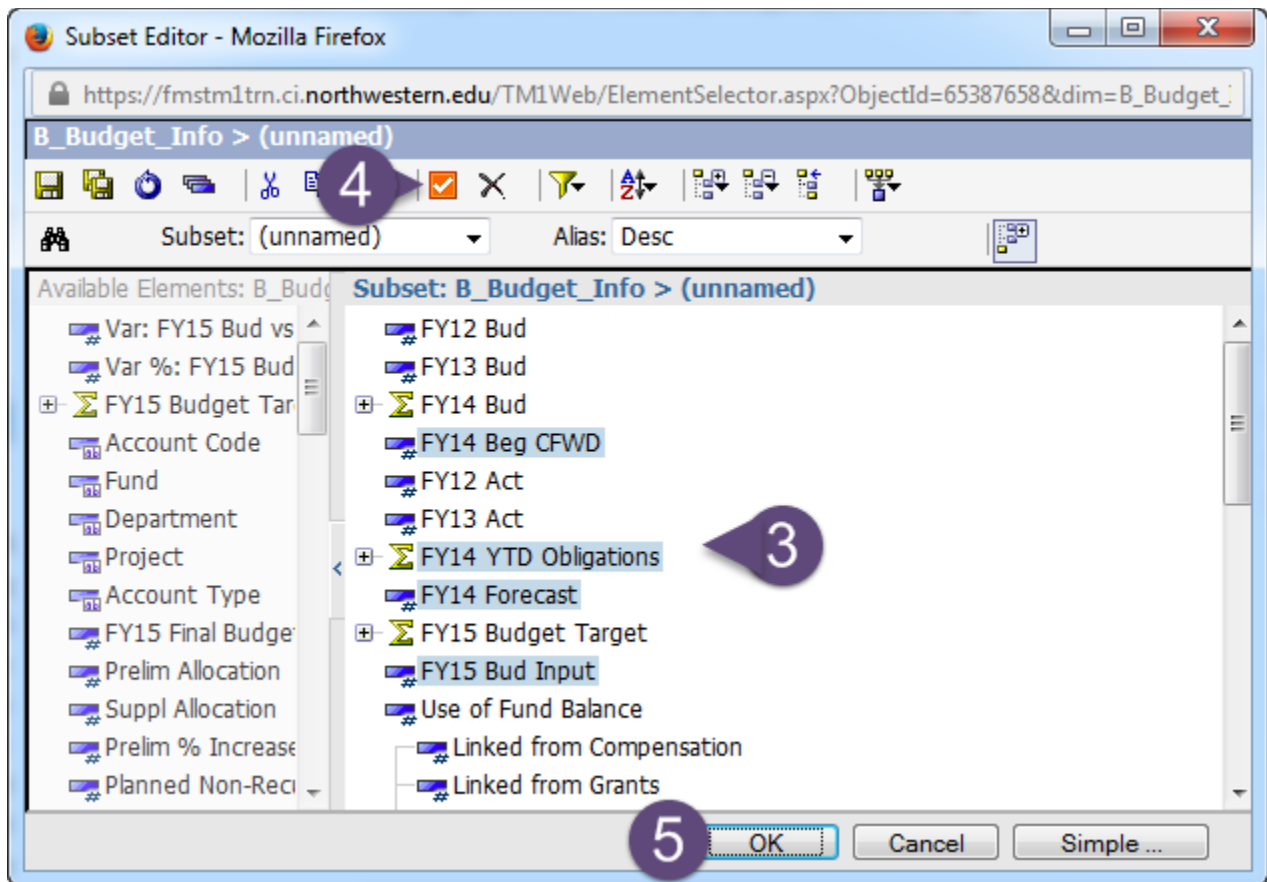 Subset Editor - Mozilla Firefox
https://fmstm1trn.ci.northwestern.edu/TM1Web/ElementSelector.aspx?ObjectId=65387658&dim=B_Budget_
B_Budget_Info > (unnamed)
4
Subset: (unnamed) Alias: Desc
Available Elements: B_Budg
Var: FY15 Bud vs
Var %: FY15 Bud
FY15 Budget Tar
Account Code
Fund
Department
Project
Account Type
FY15 Final Budge
Prelim Allocation
Suppl Allocation
Prelim % Increase
Planned Non-Recu
Subset: B_Budget_Info > (unnamed)
FY12 Bud
FY13 Bud
FY14 Bud
FY14 Beg CFWD
FY12 Act
FY13 Act
FY14 YTD Obligations
3
FY14 Forecast
FY15 Budget Target
FY15 Bud Input
Use of Fund Balance
Linked from Compensation
Linked from Grants
5 OK Cancel Simple ...